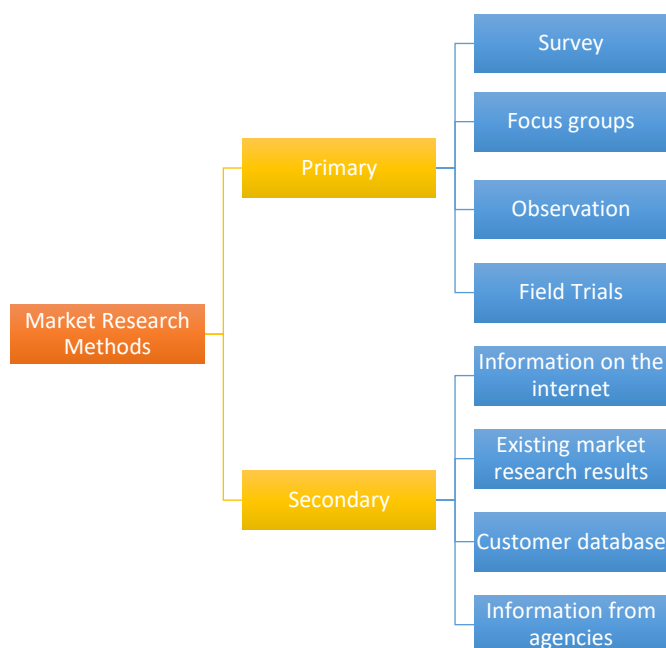 Market Research
Methods
Primary
Survey
Focus groups
Observation
Field Trials
Secondary
Information on the
internet
Existing market
research results
Customer database
Information from
agencies